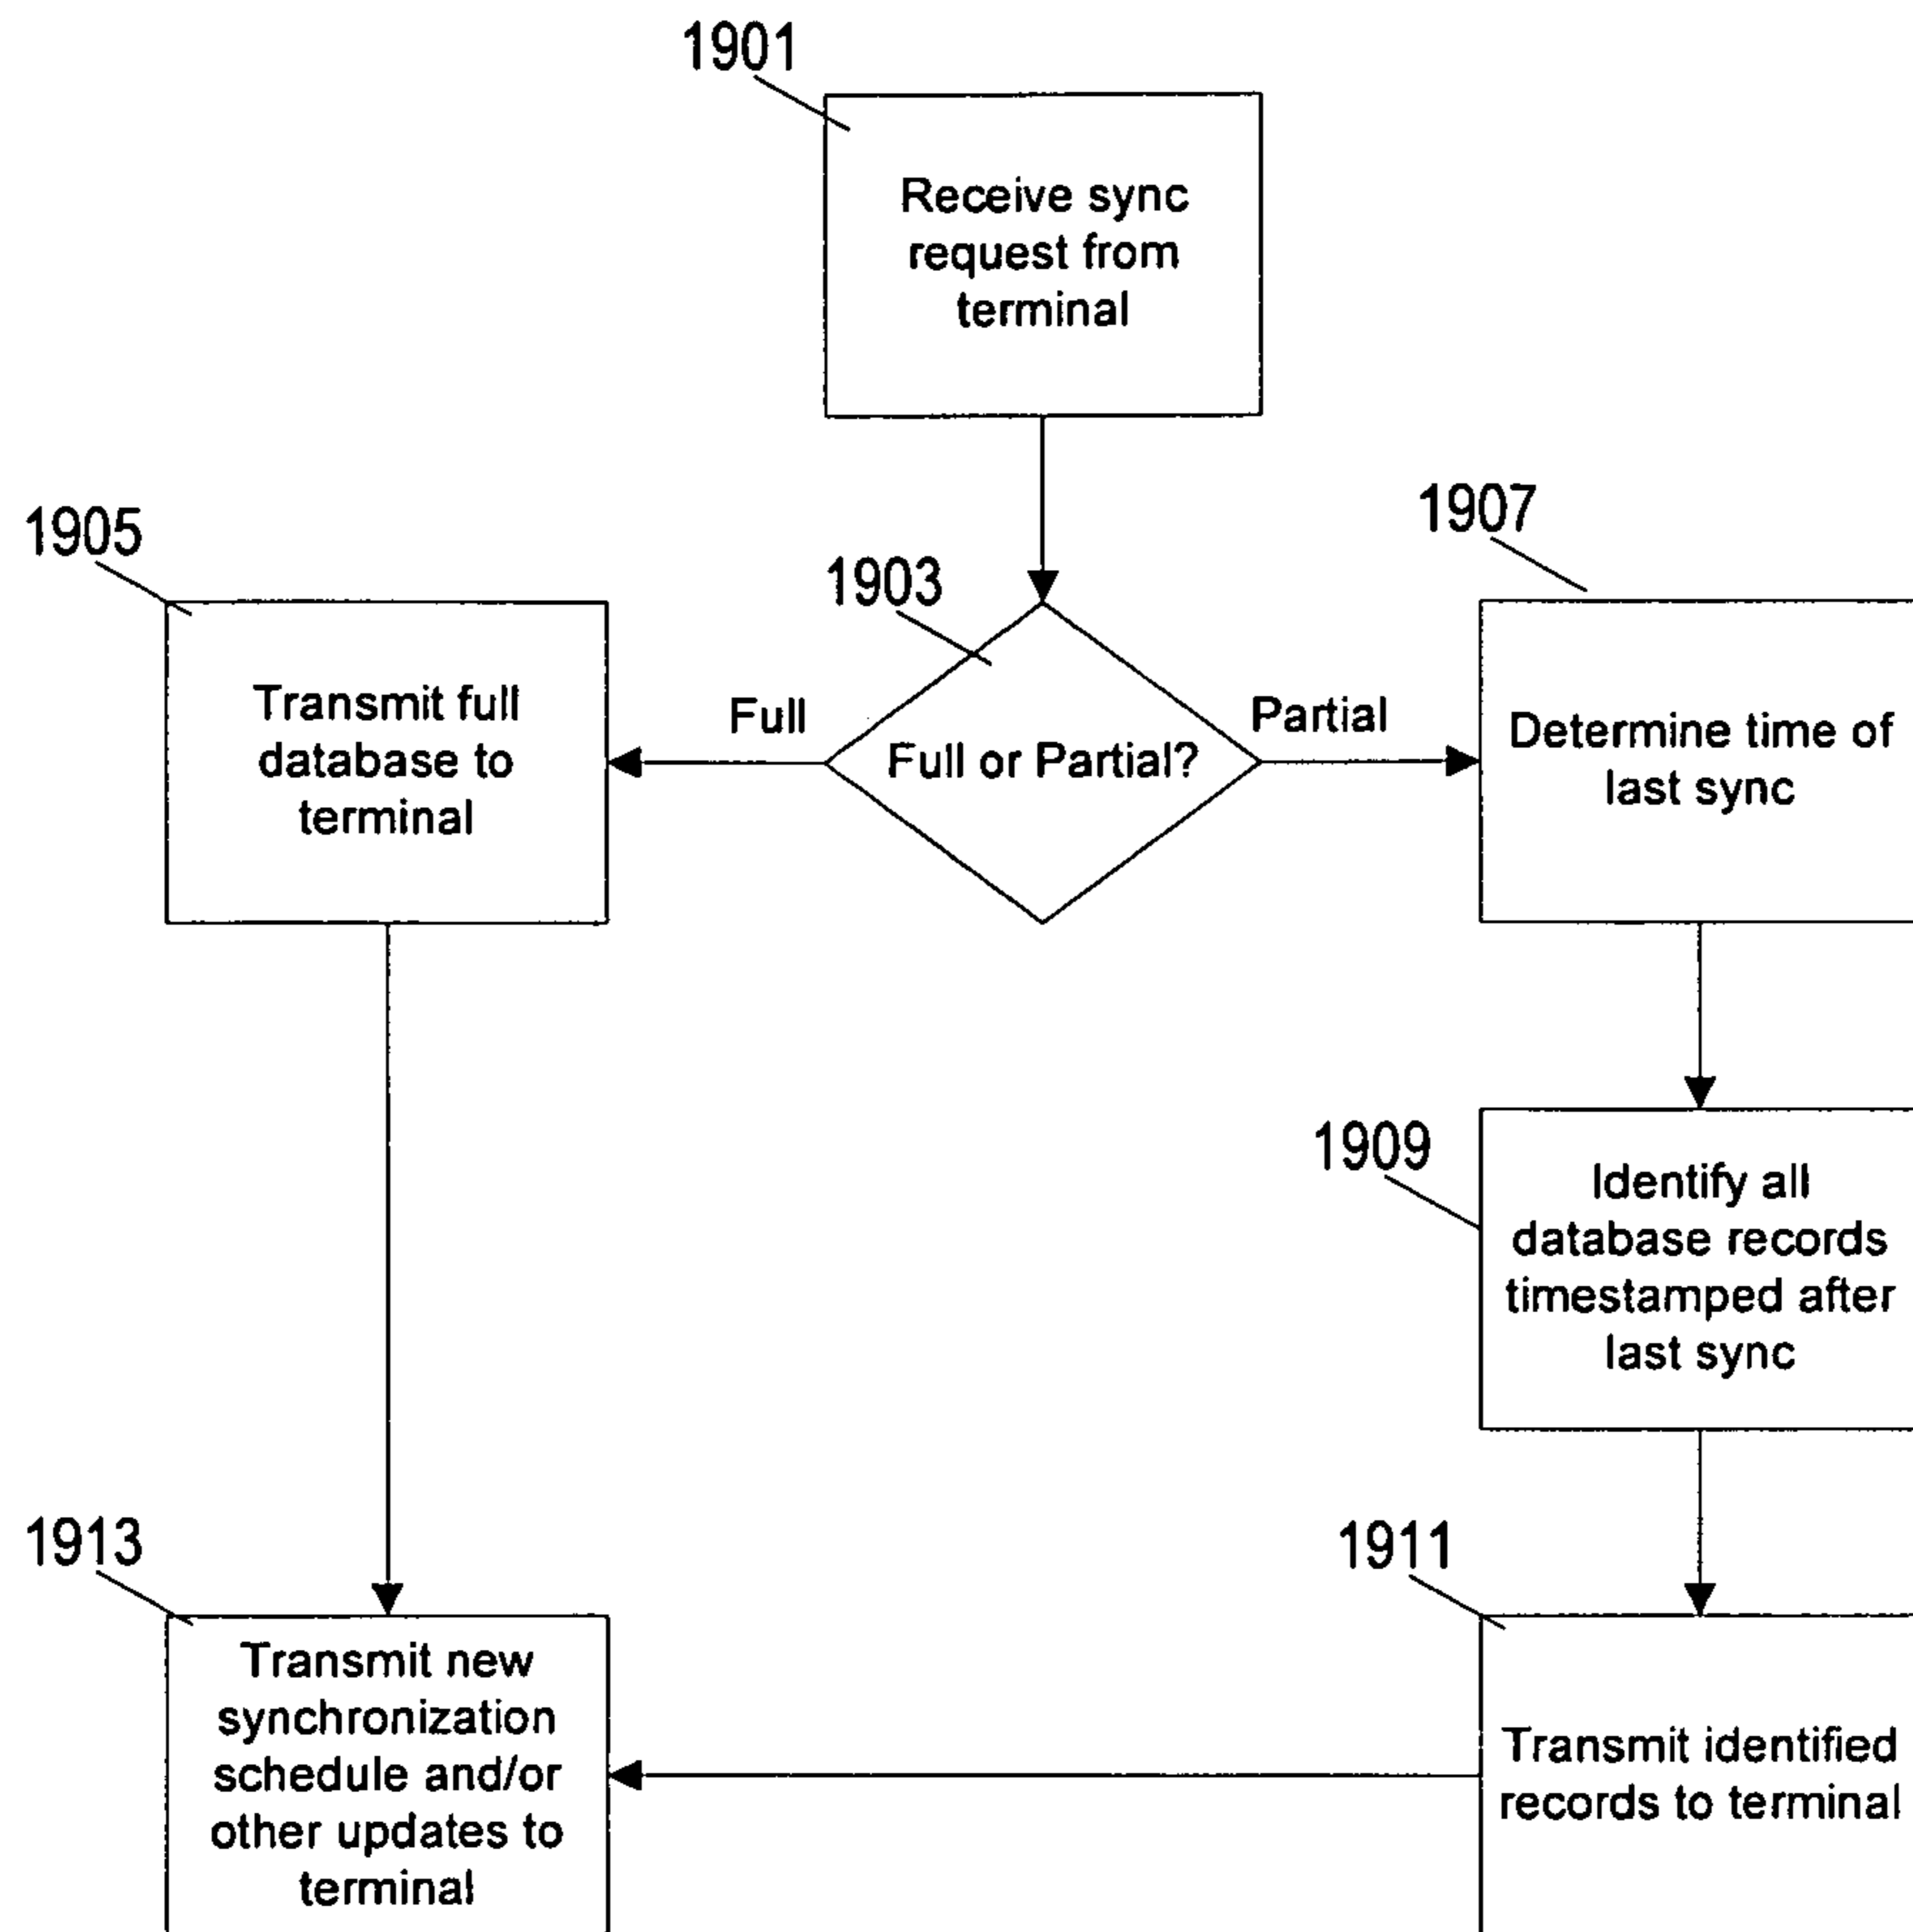 1901
Receive sync
request from
terminal
1905
1903
1907
Transmit full
database to
terminal
Full
Full or Partial?
Partial
Determine time of
last sync
1909
Identify all
database records
timestamped after
last sync
1913
1911
Transmit new
synchronization
schedule and/or
other updates to
terminal
Transmit identified
records to terminal